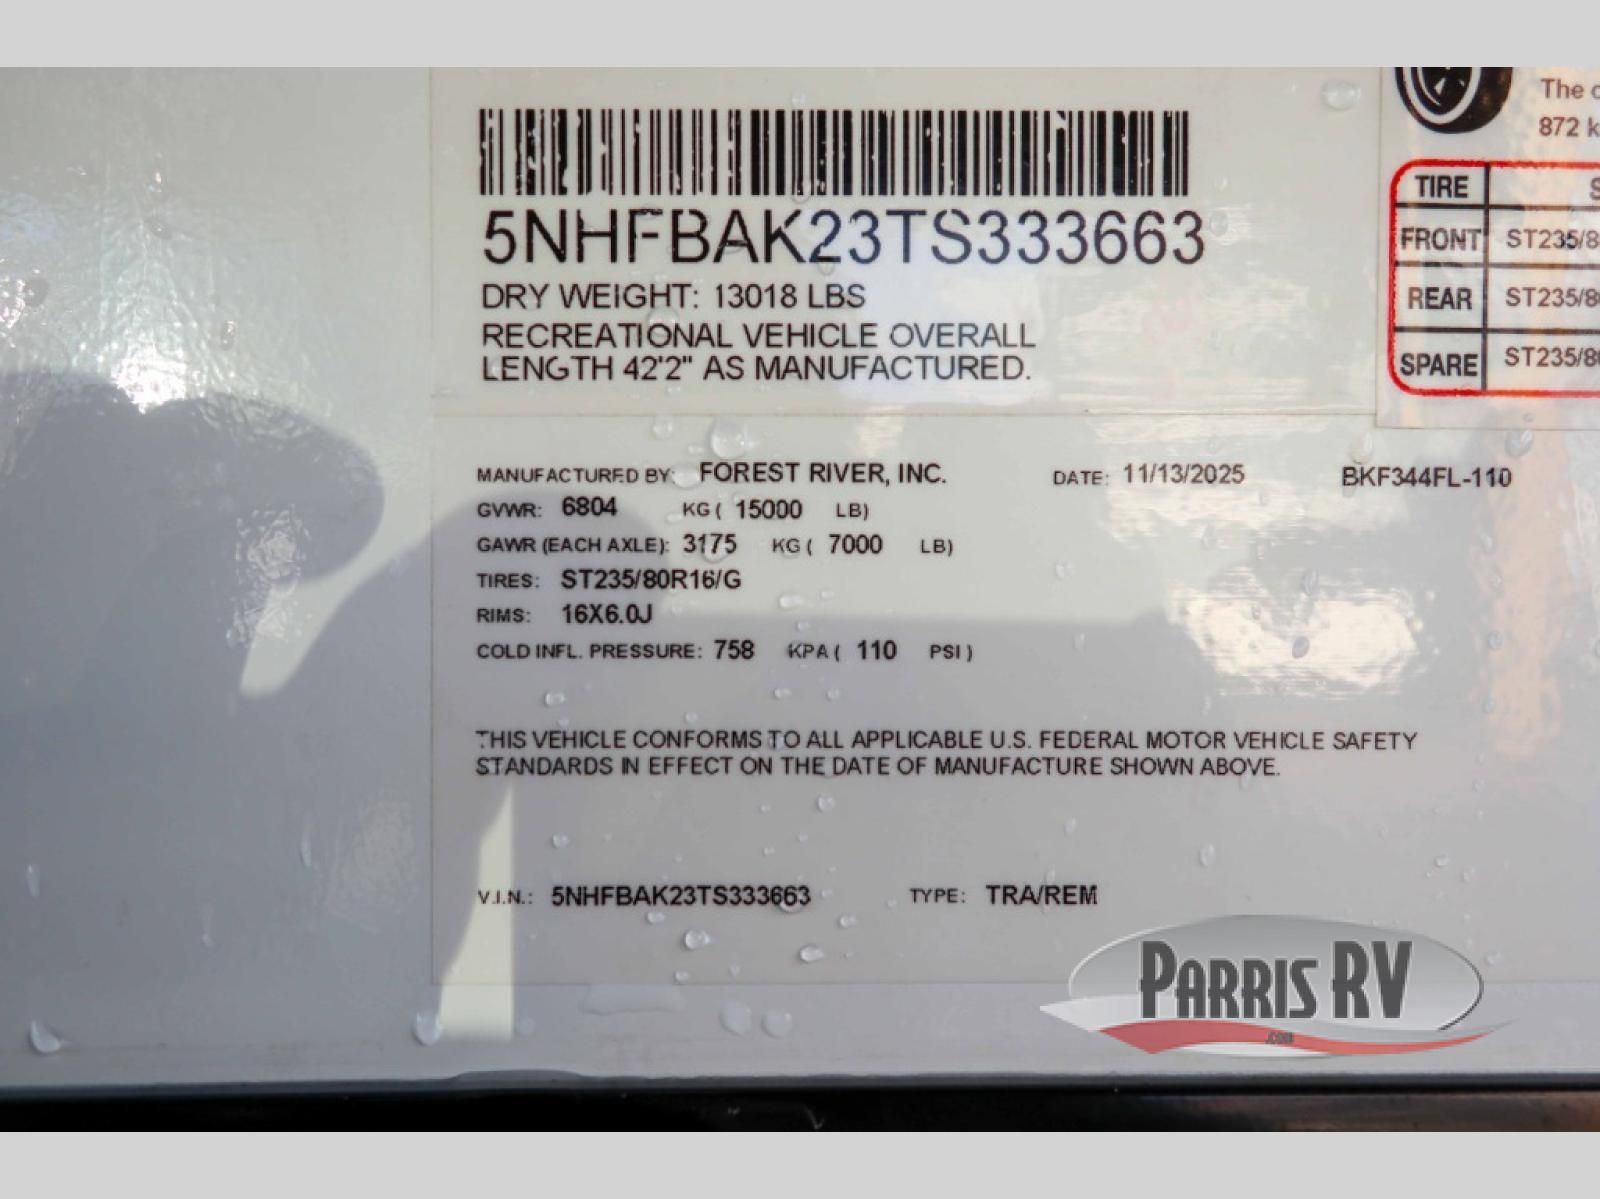 5NHFBAK23TS333663
DRY WEIGHT: 13018 LBS
RECREATIONAL VEHICLE OVERALL
LENGTH 42'2" AS MANUFACTURED.
The
872 k
TIRE
FRONT ST235/8
REAR ST235/8
SPARE ST235/8
MANUFACTURED BY: FOREST RIVER, INC. DATE: 11/13/2025 BKF344FL-110
GVWR: 6804 KG ( 15000 LB)
GAWR (EACH AXLE): 3175 KG ( 7000 LB)
TIRES: ST235/80R16/G
RIMS: 16X6.0J
COLD INFL. PRESSURE: 758 KPA ( 110 PSI )
THIS VEHICLE CONFORMS TO ALL APPLICABLE U.S. FEDERAL MOTOR VEHICLE SAFETY
STANDARDS IN EFFECT ON THE DATE OF MANUFACTURE SHOWN ABOVE.
V.I.N.: 5NHFBAK23TS333663 TYPE: TRA/REM
PARRIS RV
.COM